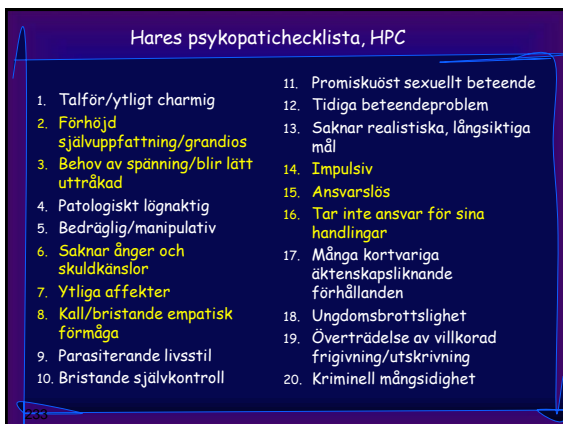 Hares psykopatichecklista, HPC
1. Talför/ytligt charmig
2. Förhöjd
självuppfattning/grandios
3. Behov av spänning/blir lätt
uttråkad
4. Patologiskt lögnaktig
5. Bedräglig/manipulativ
6. Saknar ånger och
skuldkänslor
7. Ytliga affekter
8. Kall/bristande empatisk
förmåga
9. Parasiterande livsstil
10. Bristande självkontroll
11. Promiskuöst sexuellt beteende
12. Tidiga beteendeproblem
13. Saknar realistiska, långsiktiga
mål
14. Impulsiv
15. Ansvarslös
16. Tar inte ansvar för sina
handlingar
17. Många kortvariga
äktenskapsliknande
förhållanden
18. Ungdomsbrottslighet
19. Överträdelse av villkorad
frigivning/utskrivning
20. Kriminell mångsidighet
233